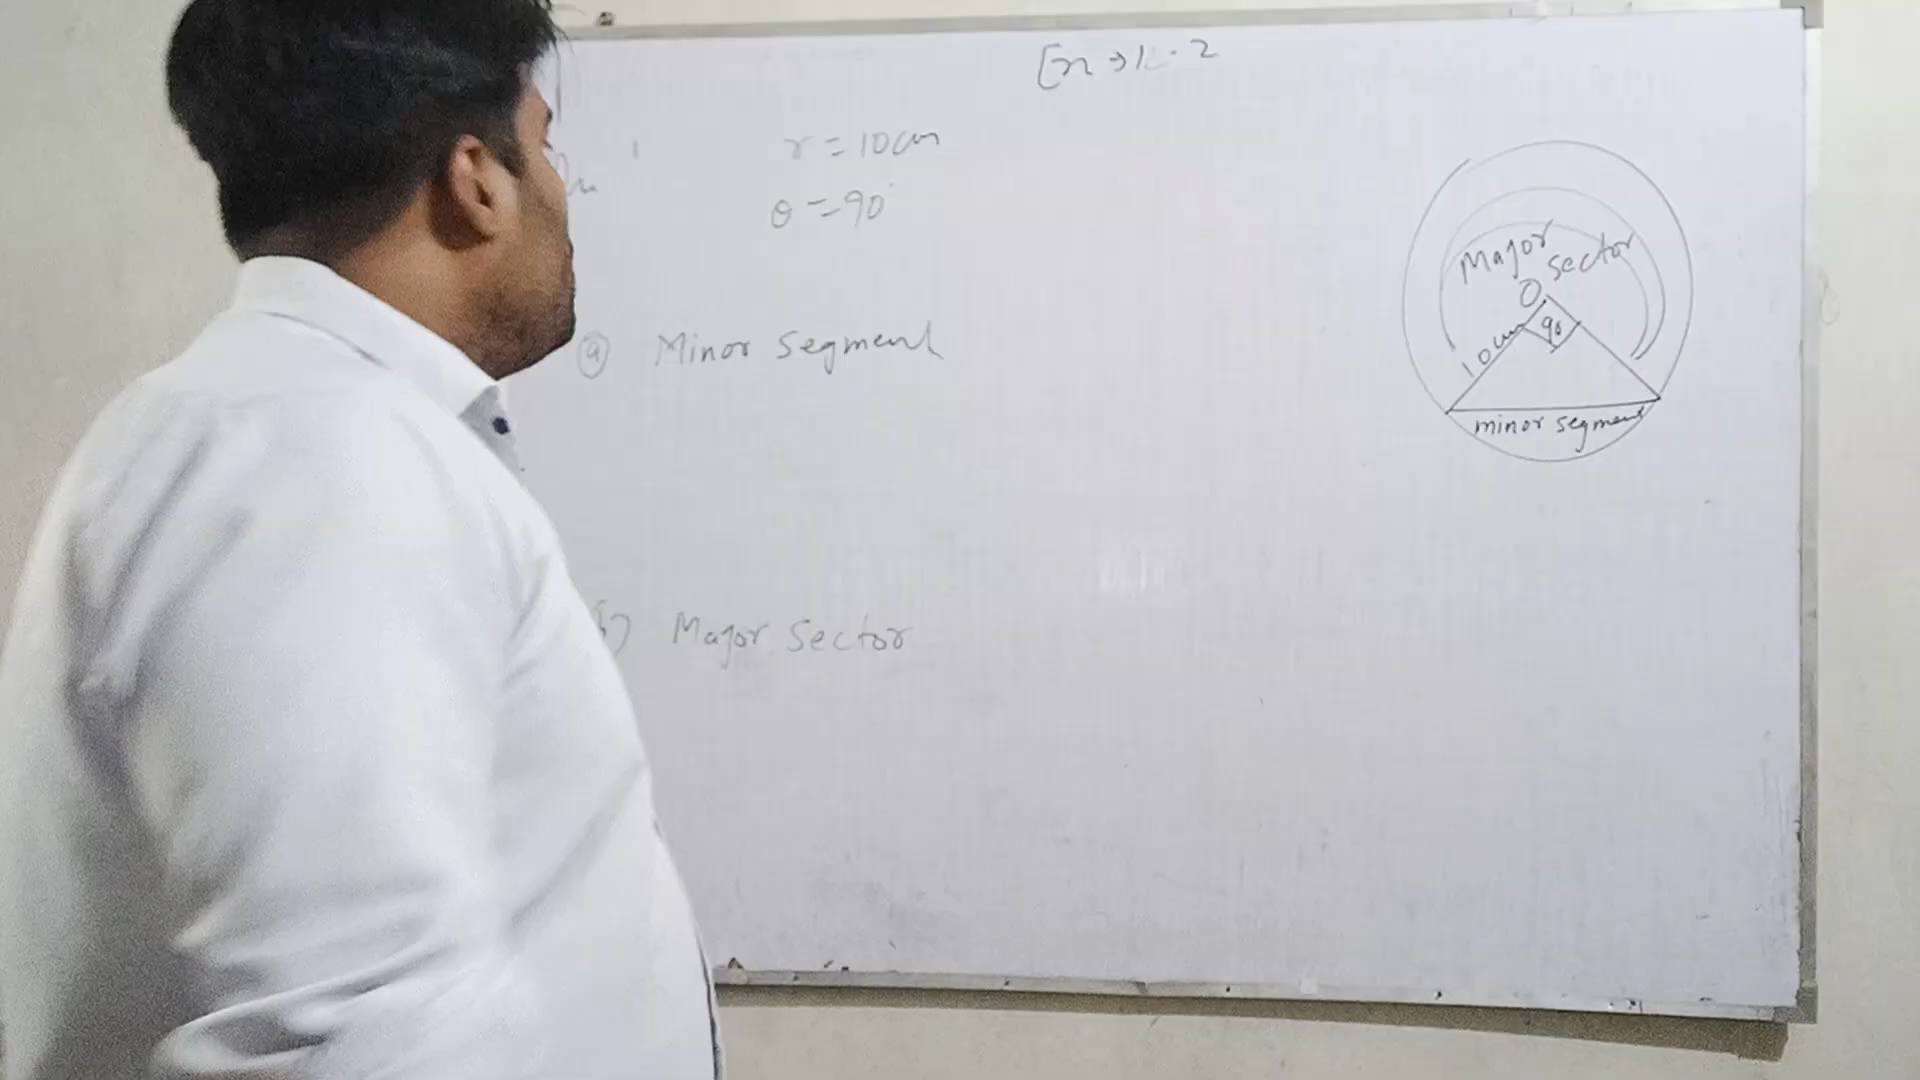 r = 10cm
θ = 90°
Major
sector
O
90
10cm
ⓐ Minor segment
minor segment
b) Major sector